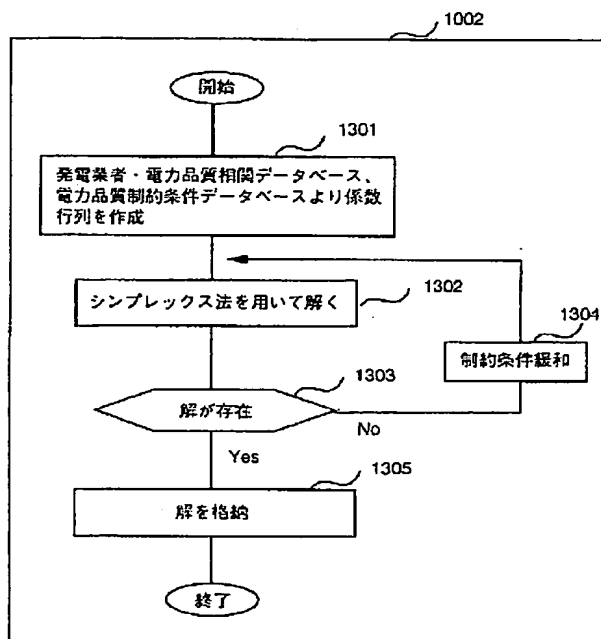 1002
開始
1301
発電業者・電力品質相関データベース、
電力品質制約条件データベースより係数
行列を作成
シンプレックス法を用いて解く
1302
1304
制約条件緩和
1303
解が存在
No
Yes
1305
解を格納
終了